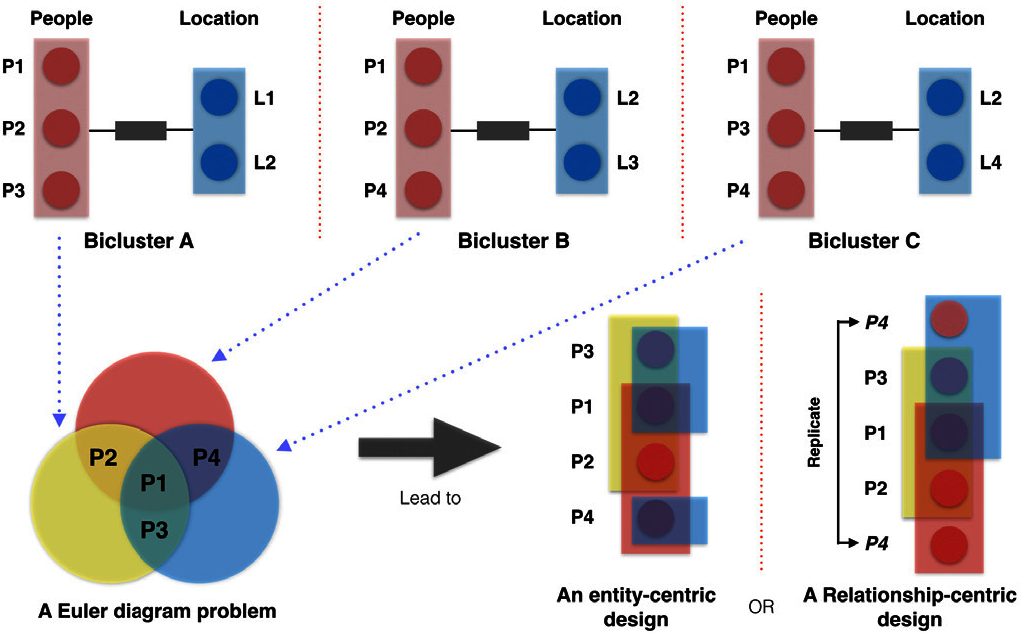 People Location
P1
P2
P3
L1
L2
Bicluster A
People Location
P1
P2
P4
L2
L3
Bicluster B
People Location
P1
P3
P4
L2
L4
Bicluster C
P2
P4
P1
P3
A Euler diagram problem
Lead to
P3
P1
P2
P4
An entity-centric
design
OR
Replicate
P4
P3
P1
P2
P4
A Relationship-centric
design